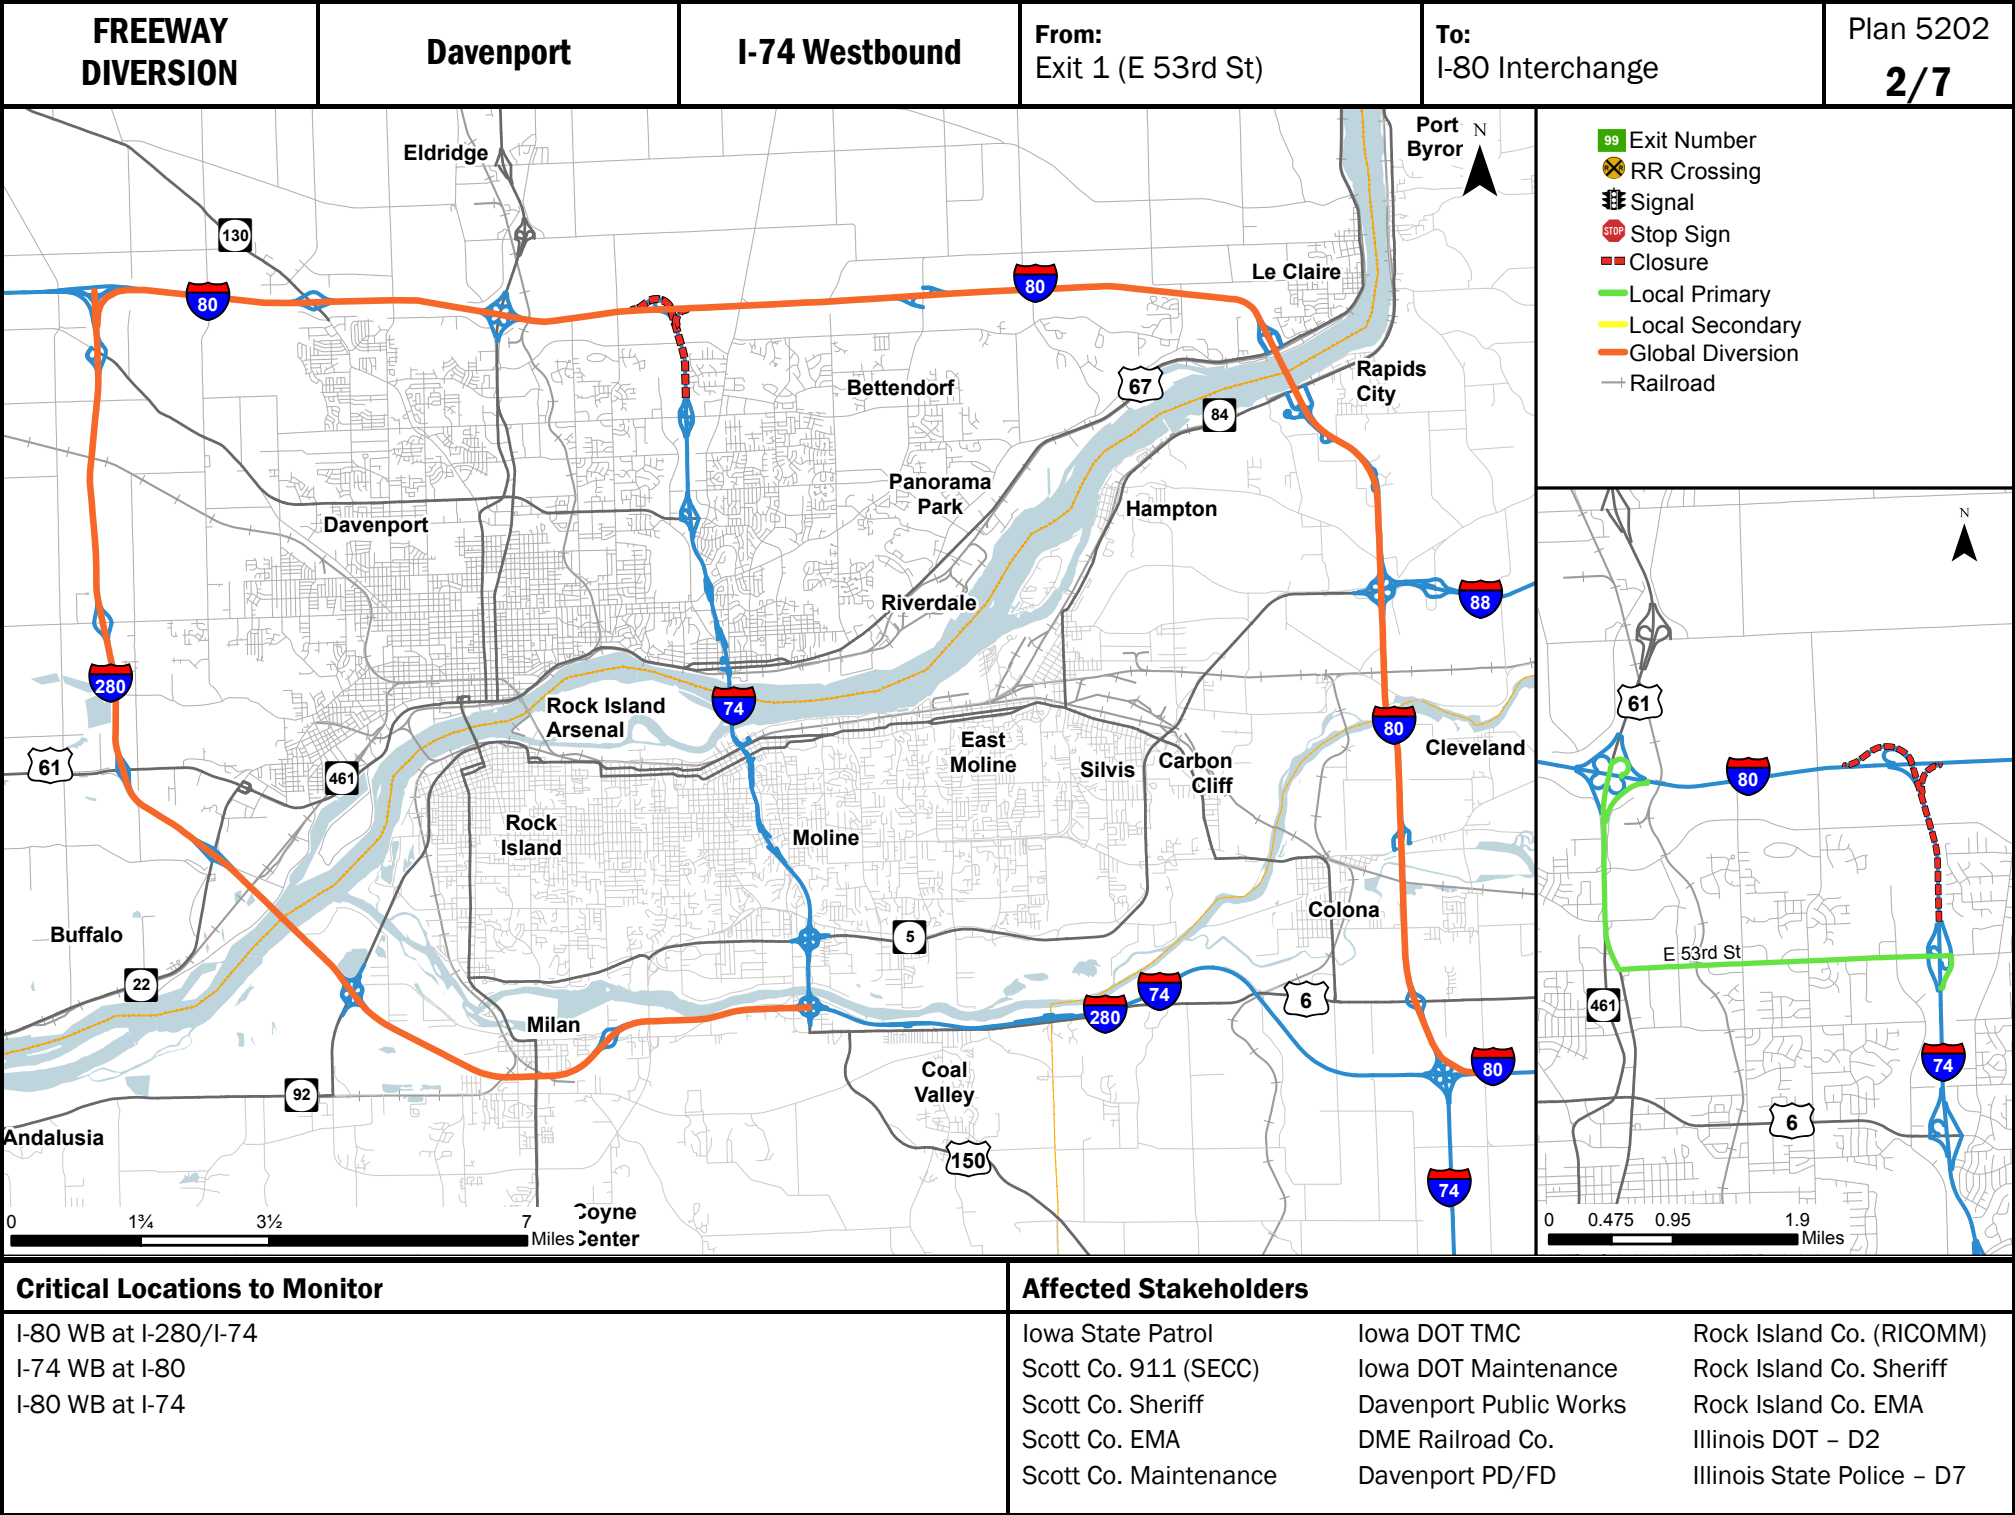 FREEWAY
DIVERSION
Davenport
I-74 Westbound
From:
Exit 1 (E 53rd St)
To:
I-80 Interchange
Plan 5202
2/7
Port
Byror
N
Eldridge
130
80
80
Le Claire
67
84
Rapids
City
Bettendorf
Panorama
Park
Hampton
Davenport
Riverdale
88
280
74
Rock Island
Arsenal
61
461
East
Moline
Silvis
Carbon
Cliff
80
Cleveland
Rock
Island
Moline
Buffalo
5
Colona
22
74
280
6
Milan
92
Coal
Valley
80
Andalusia
150
74
Coyne
Center
0
1¾
3½
7
Miles
99
Exit Number
RR Crossing
Signal
STOP
Stop Sign
Closure
Local Primary
Local Secondary
Global Diversion
Railroad
N
61
80
E 53rd St
461
74
6
0
0.475
0.95
1.9
Miles
Critical Locations to Monitor
I-80 WB at I-280/I-74
I-74 WB at I-80
I-80 WB at I-74
Affected Stakeholders
Iowa State Patrol
Scott Co. 911 (SECC)
Scott Co. Sheriff
Scott Co. EMA
Scott Co. Maintenance
Iowa DOT TMC
Iowa DOT Maintenance
Davenport Public Works
DME Railroad Co.
Davenport PD/FD
Rock Island Co. (RICOMM)
Rock Island Co. Sheriff
Rock Island Co. EMA
Illinois DOT – D2
Illinois State Police – D7